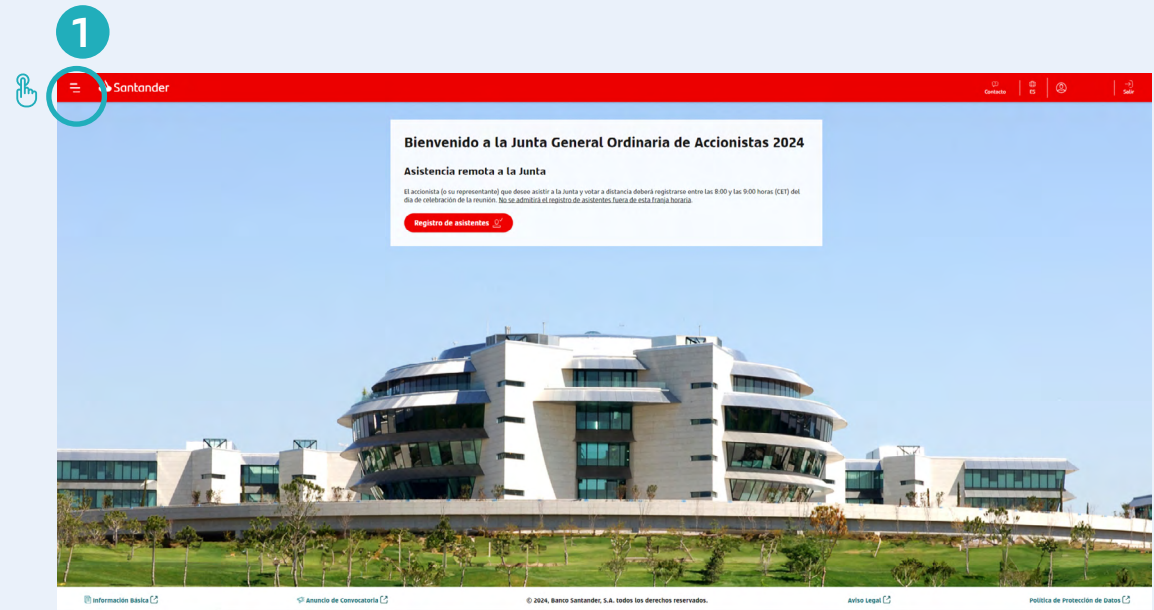 1
Santander
Contacto
ES
Salir
Bienvenido a la Junta General Ordinaria de Accionistas 2024
Asistencia remota a la Junta
El accionista (o su representante) que desee asistir a la Junta y votar a distancia deberá registrarse entre las 8:00 y las 9:00 horas (CET) del
día de celebración de la reunión. No se admitirá el registro de asistentes fuera de esta franja horaria.
Registro de asistentes
Información Básica
Anuncio de Convocatoria
© 2024, Banco Santander, S.A. todos los derechos reservados.
Aviso Legal
Política de Protección de Datos